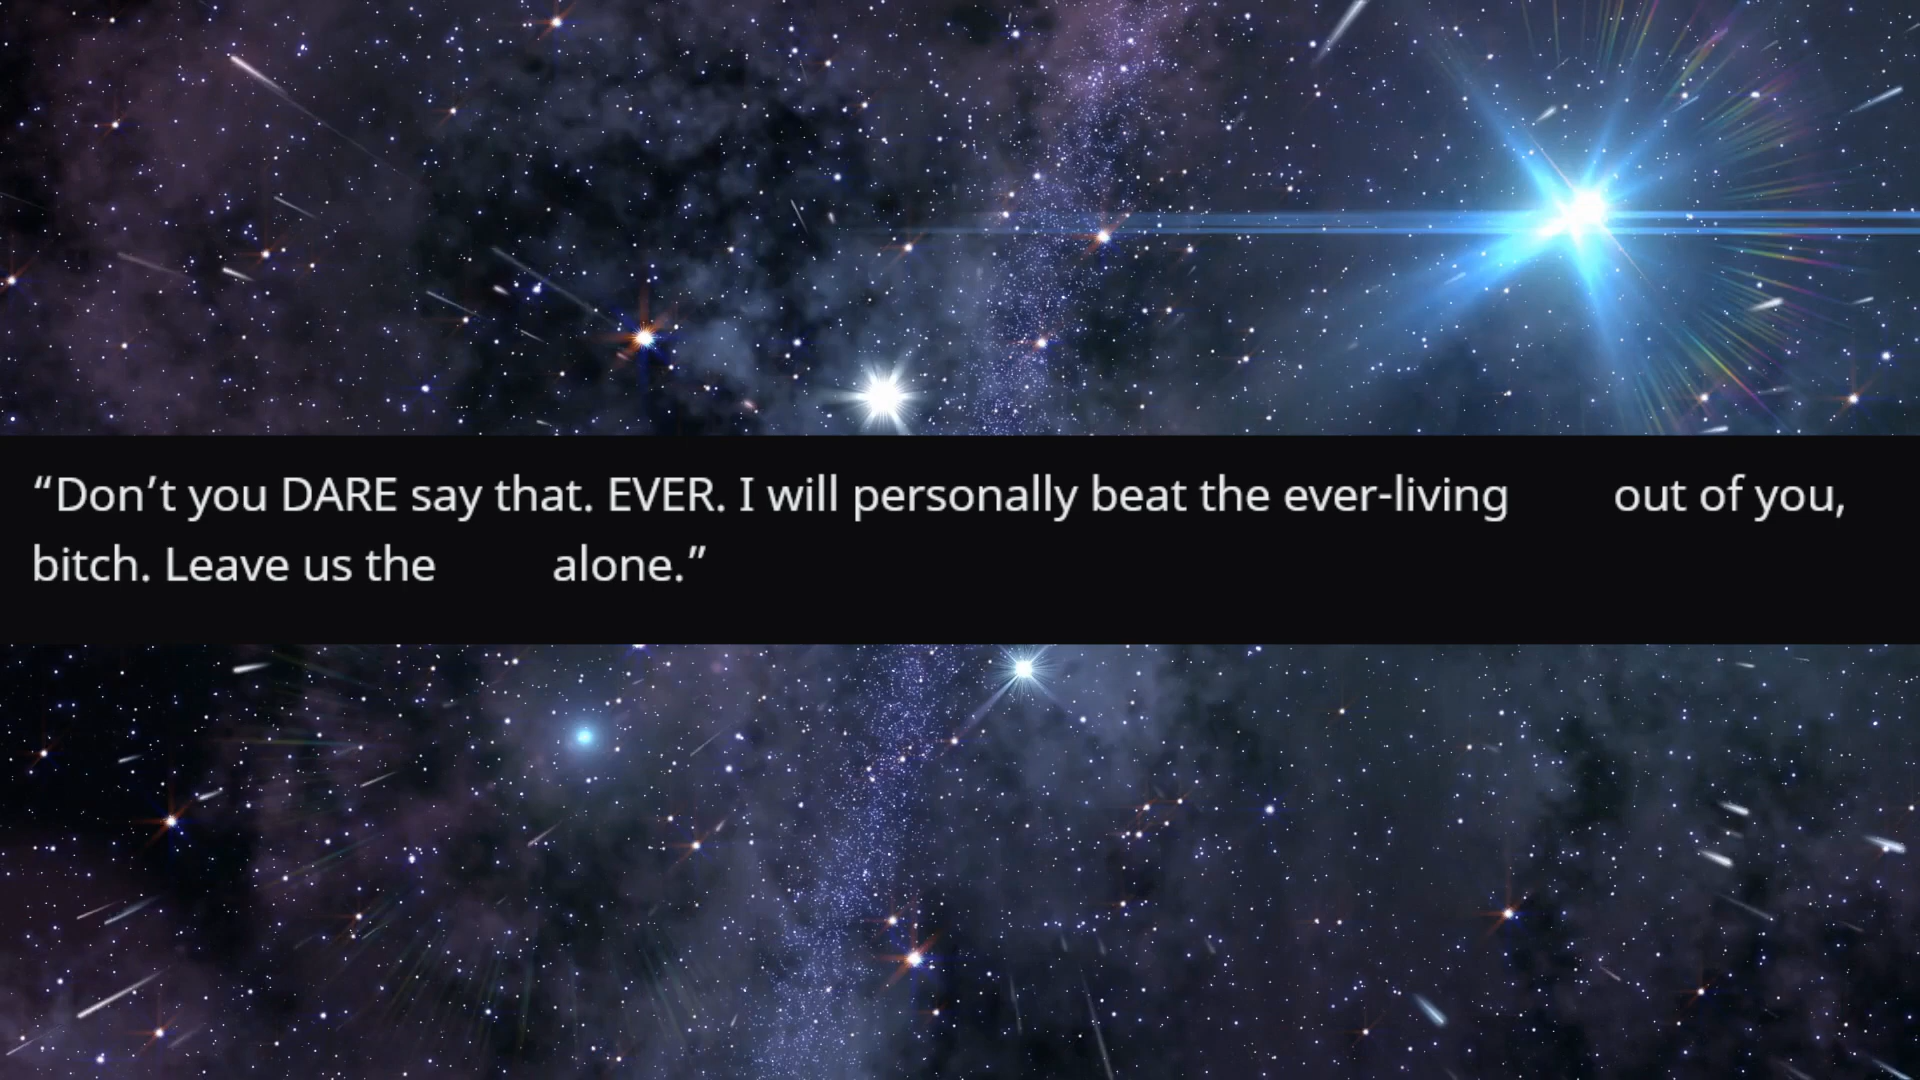 “Don’t you DARE say that. EVER. I will personally beat the ever-living out of you,
bitch. Leave us the alone.”